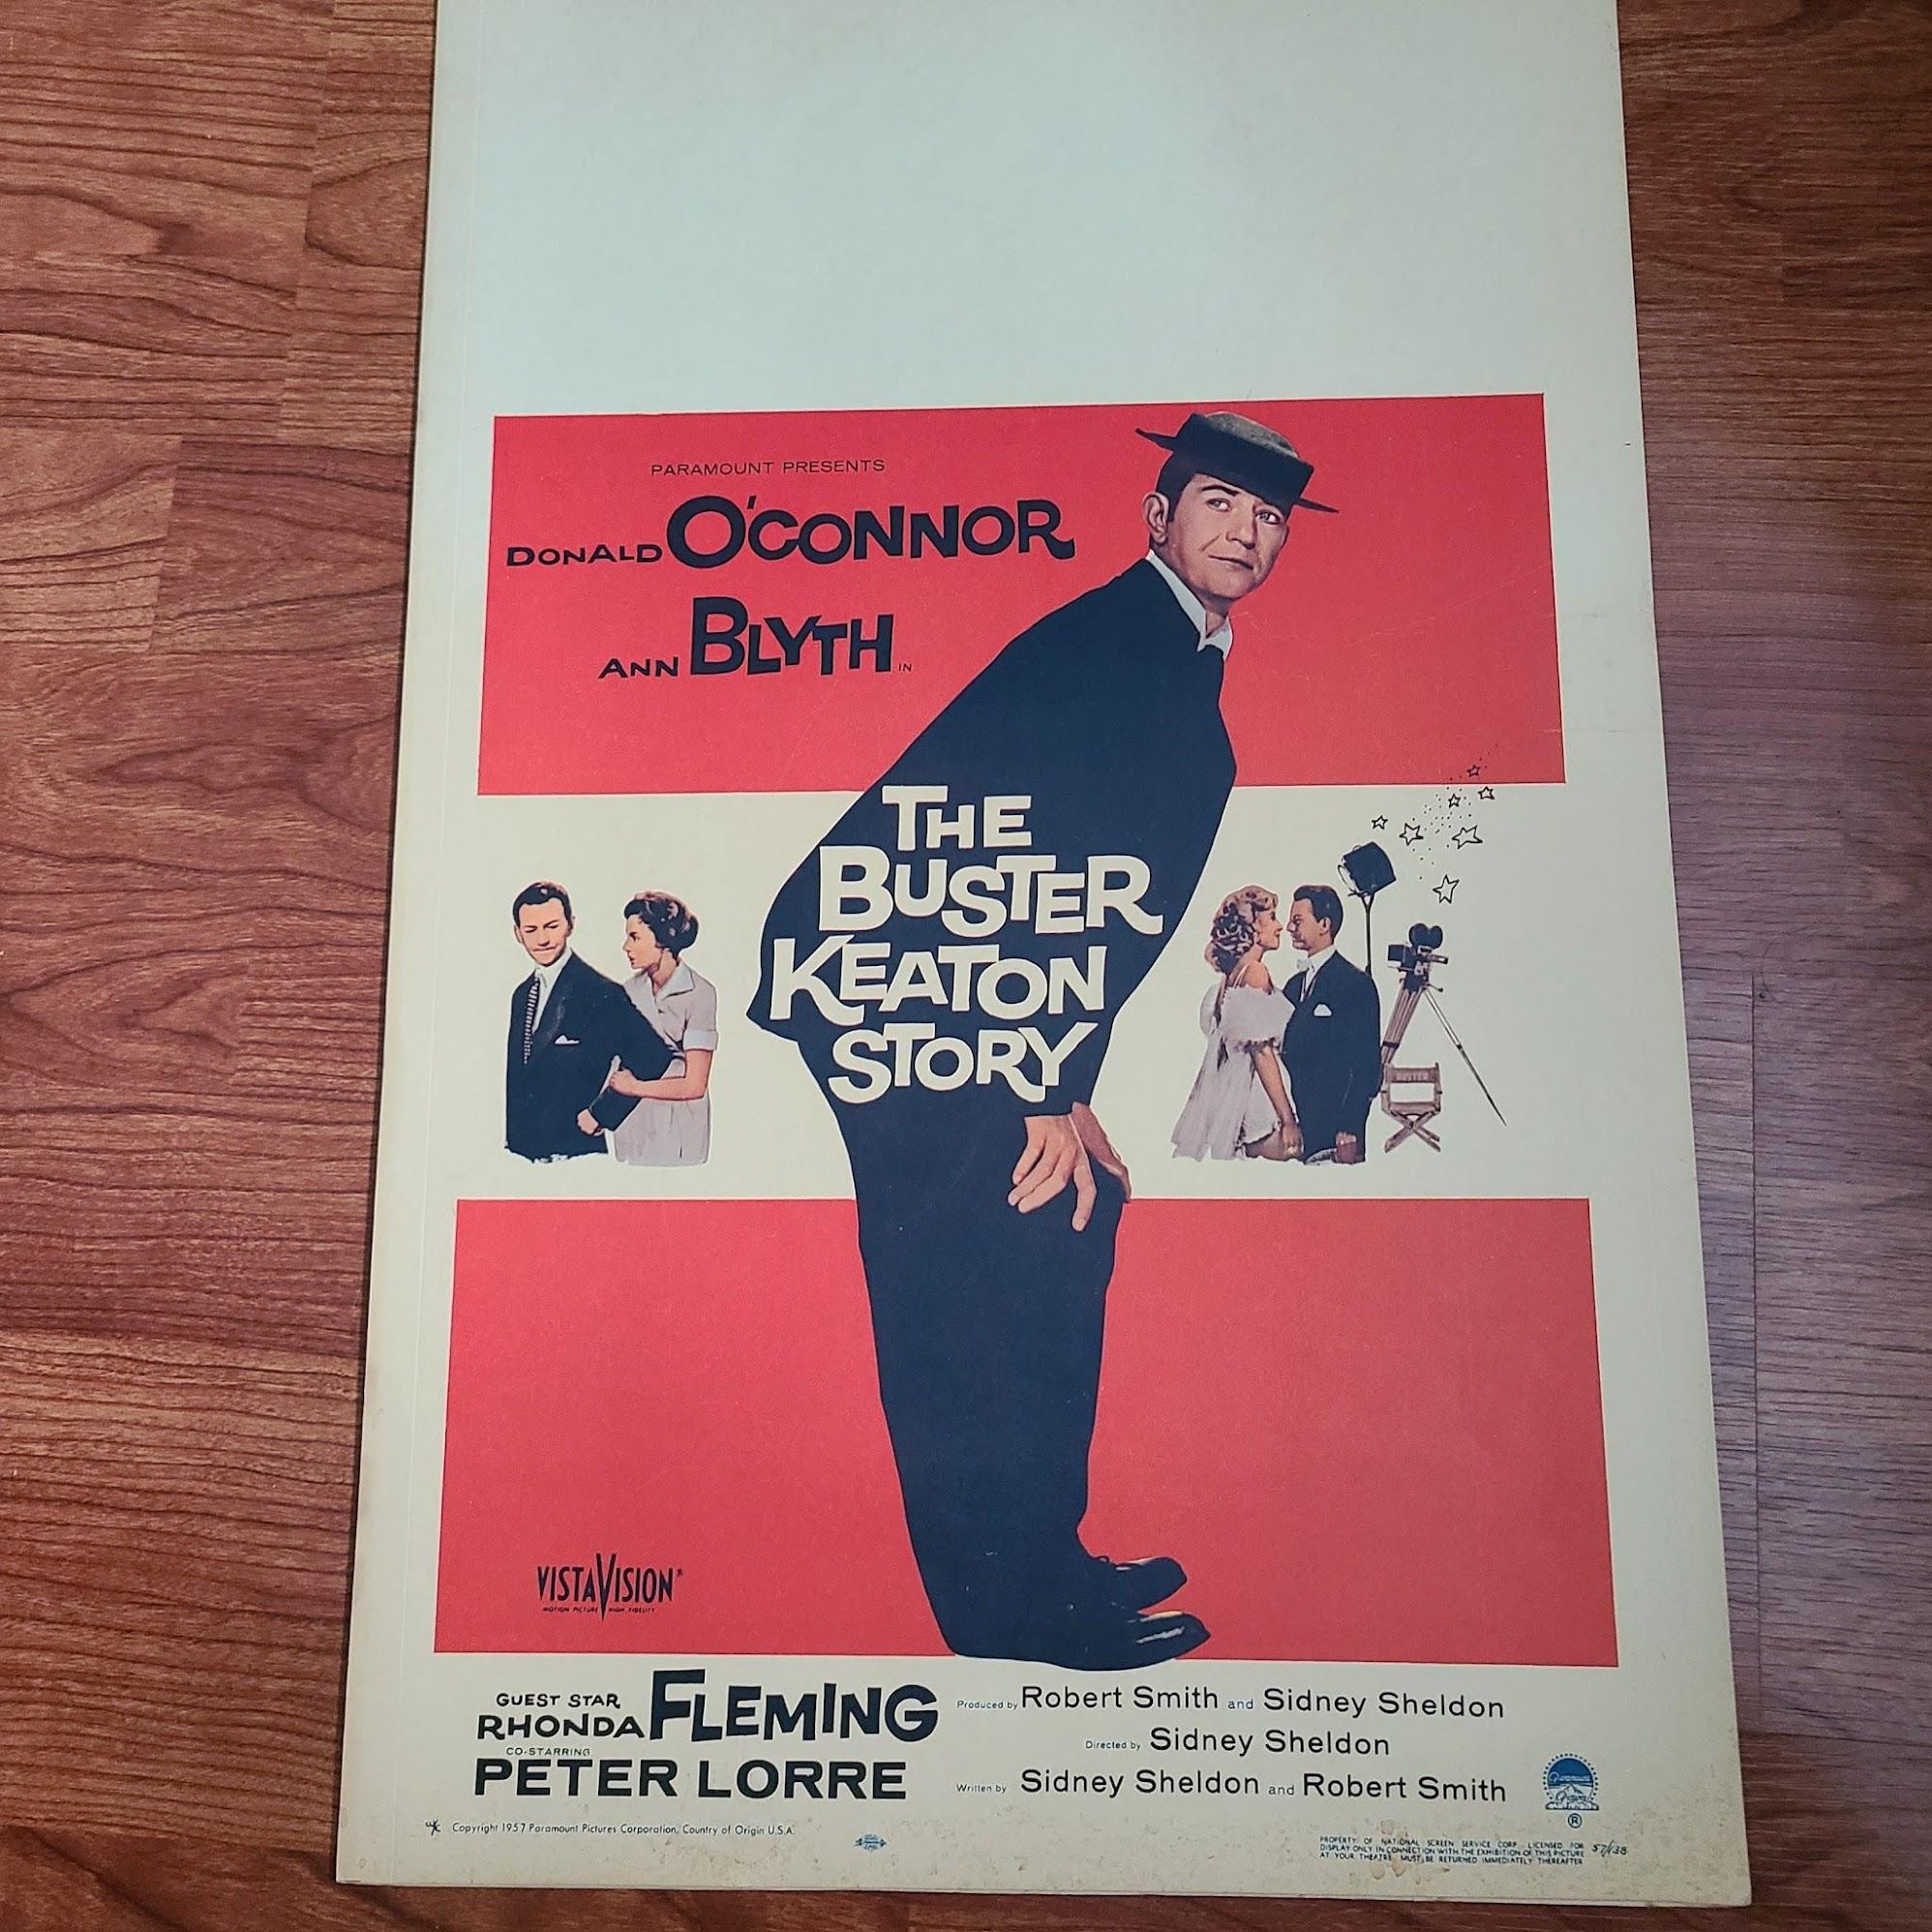 PARAMOUNT PRESENTS
DONALD O'CONNOR
ANN BLYTH IN
THE
BUSTER
KEATON
STORY
BUSTER
VISTAVISION®
MOTION PICTURE HIGH FIDELITY
GUEST STAR
RHONDA FLEMING
CO-STARRING
PETER LORRE
Produced by Robert Smith and Sidney Sheldon
Directed by Sidney Sheldon
Written by Sidney Sheldon and Robert Smith
Paramount
®
Copyright 1957 Paramount Pictures Corporation. Country of Origin U.S.A.
PROPERTY OF NATIONAL SCREEN SERVICE CORP. LICENSED FOR
DISPLAY ONLY IN CONNECTION WITH THE EXHIBITION OF THIS PICTURE
AT YOUR THEATRE. MUST BE RETURNED IMMEDIATELY THEREAFTER
57/138